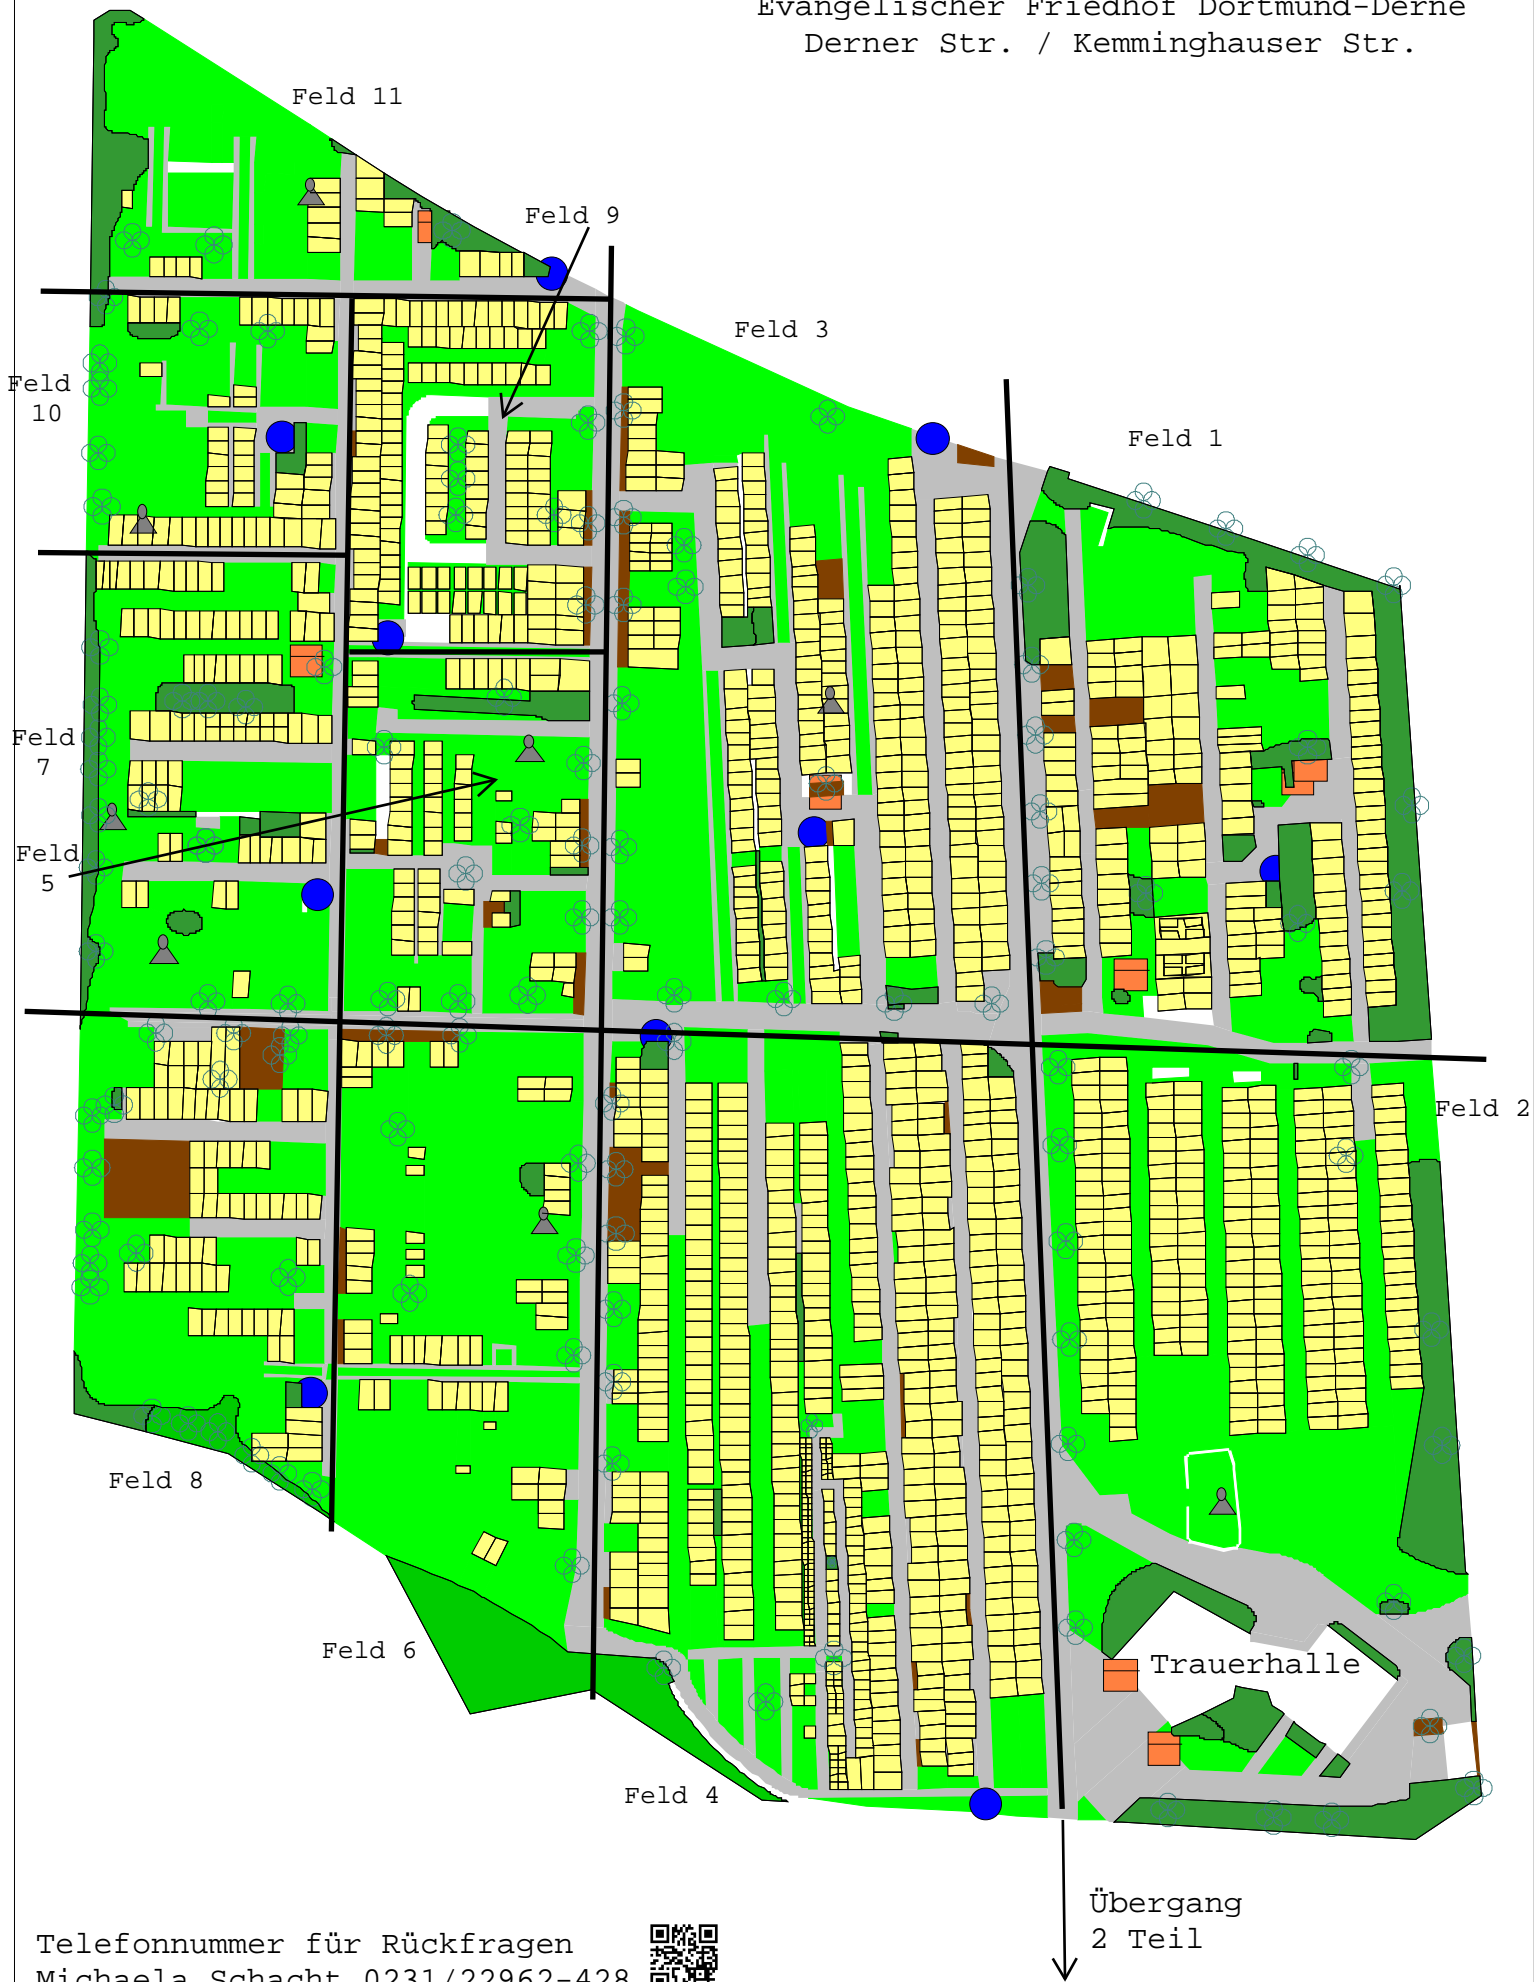 Evangelischer Friedhof Dortmund-Derne
Derner Str. / Kemminghauser Str.
Feld 11
Feld 9
Feld 3
Feld
10
Feld 1
Feld
7
Feld
5
Feld 2
Feld 8
Feld 6
Trauerhalle
Feld 4
Übergang
2 Teil
Telefonnummer für Rückfragen
Michaela Schacht 0231/22962-428